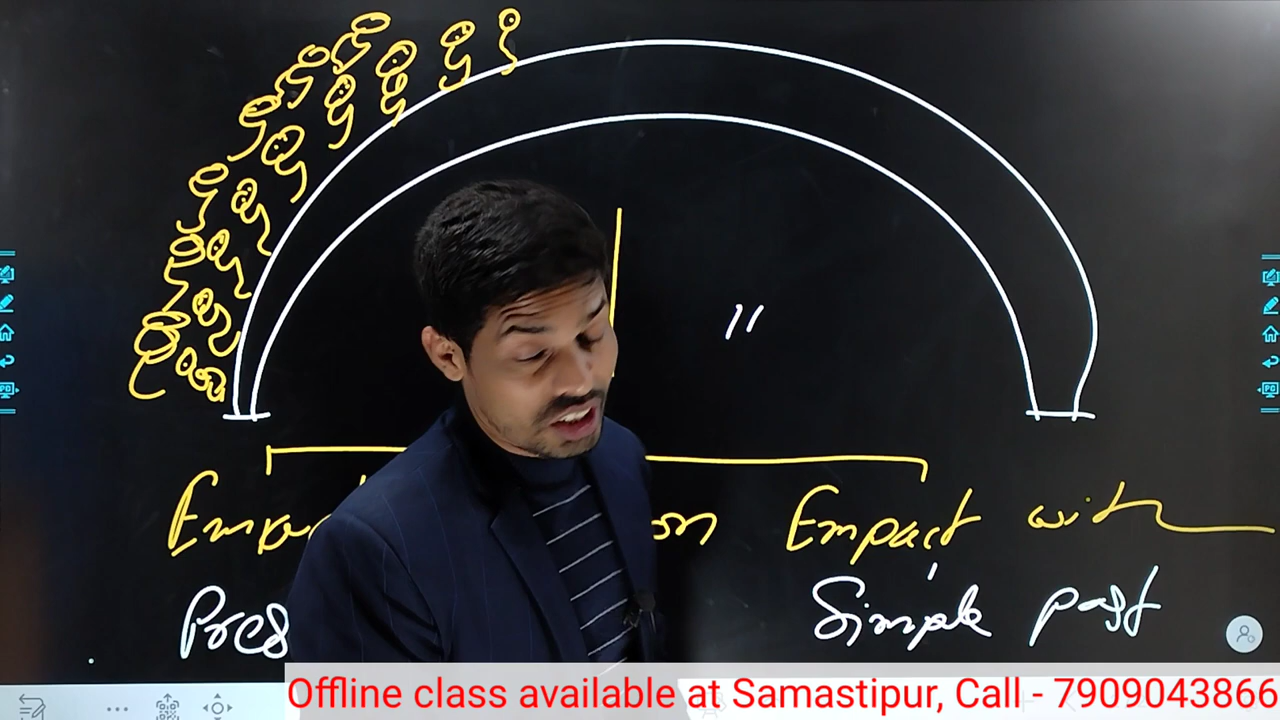 Empact with
Simple past
Offline class available at Samastipur, Call - 7909043866